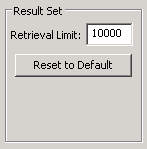 Result Set
Retrieval Limit: 10000
Reset to Default